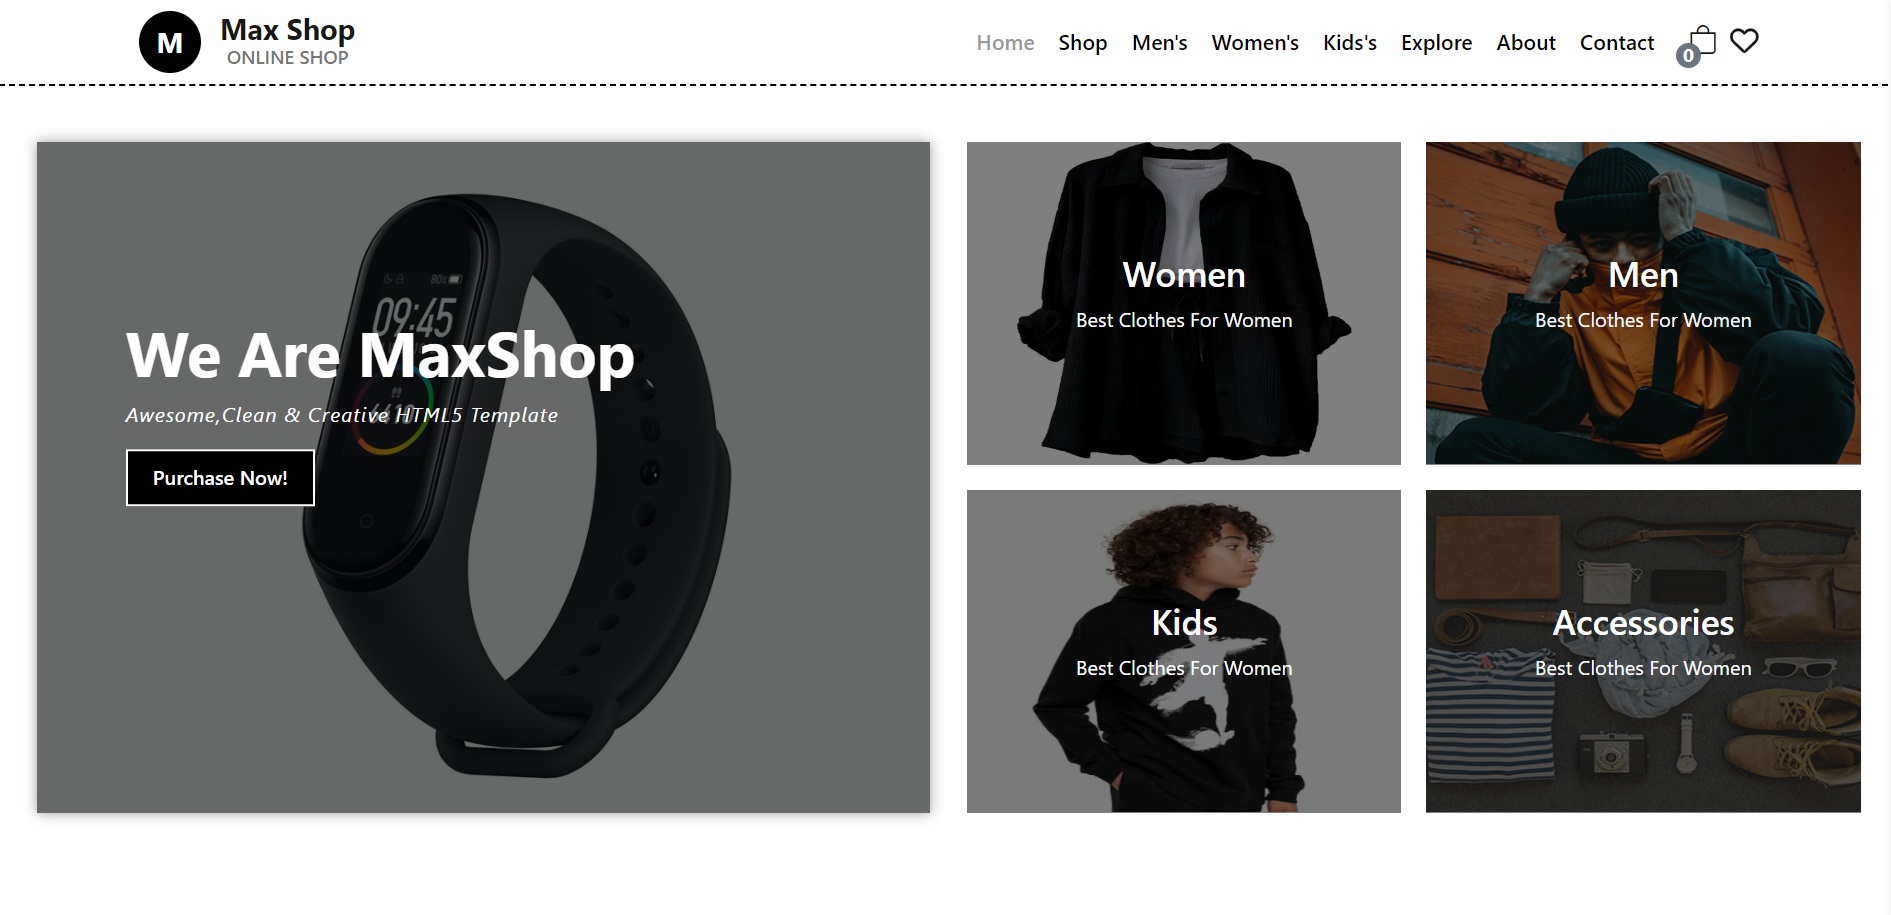 M
Max Shop
ONLINE SHOP
Home Shop Men's Women's Kid's Explore About Contact
0
80%
09:45
We Are MaxShop
Awesome,Clean & Creative HTML5 Template
Purchase Now!
Women
Best Clothes For Women
Men
Best Clothes For Women
Kids
Best Clothes For Women
Accessories
Best Clothes For Women